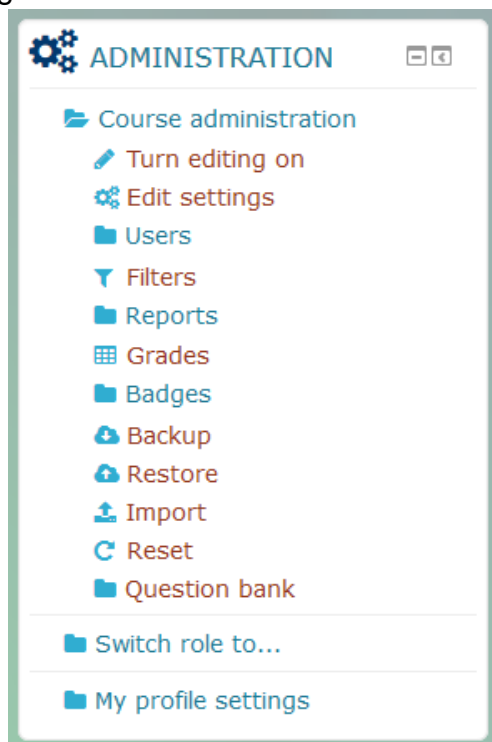 ADMINISTRATION
Course administration
Turn editing on
Edit settings
Users
Filters
Reports
Grades
Badges
Backup
Restore
Import
Reset
Question bank
Switch role to...
My profile settings